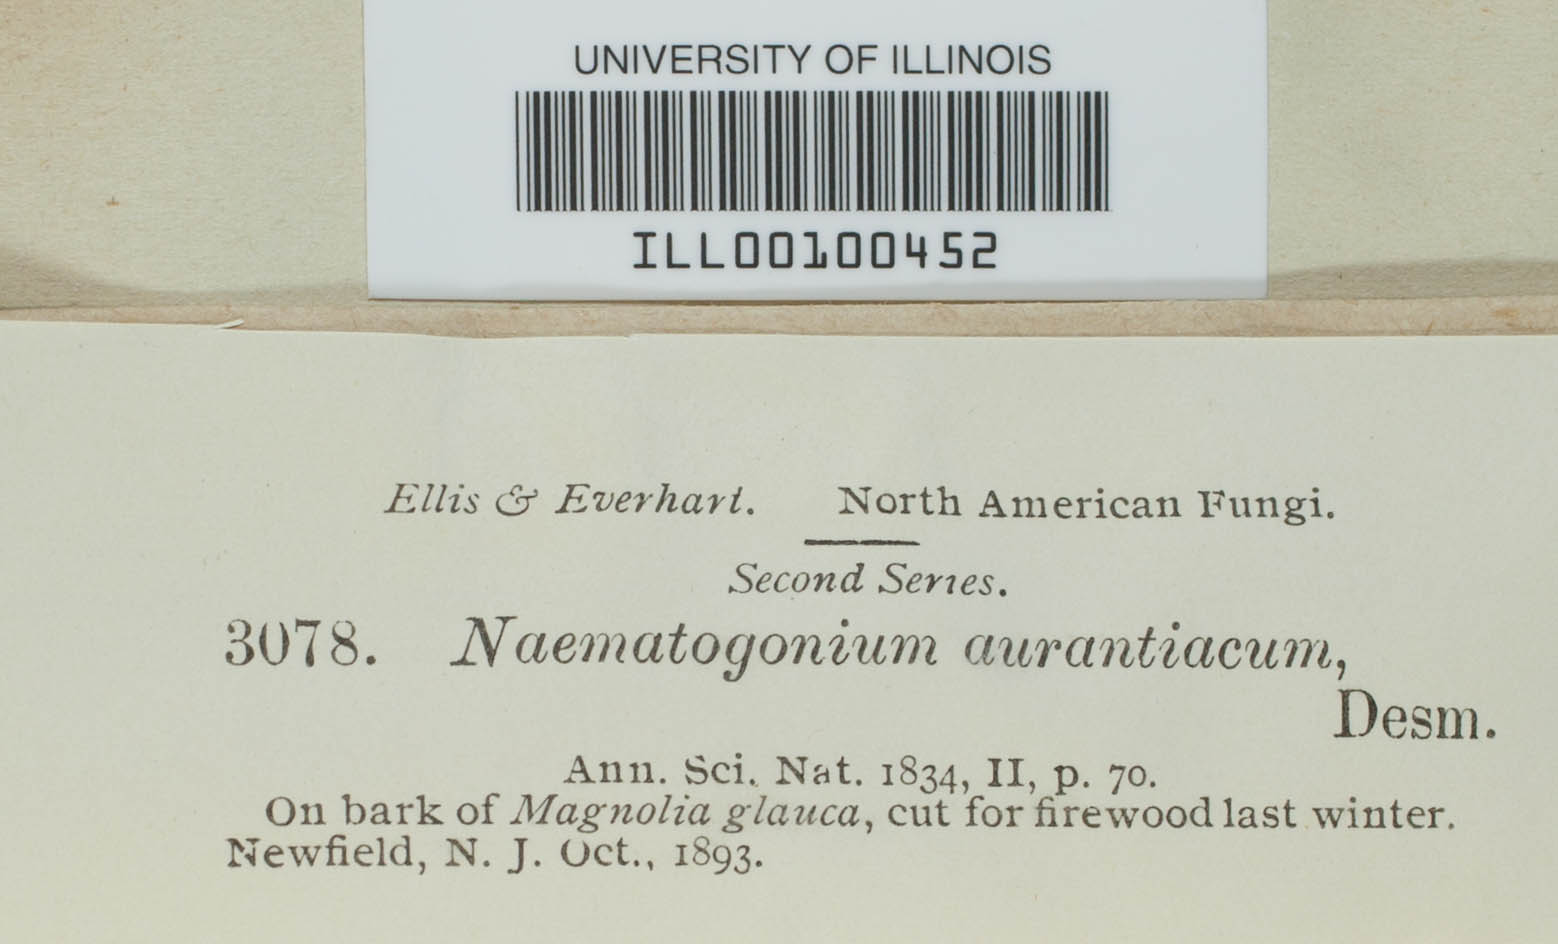 UNIVERSITY OF ILLINOIS
ILL00100452
Ellis & Everhart. North American Fungi.
Second Series.
3078. Naematogonium aurantiacum,
Desm.
Ann. Sci. Nat. 1834, II, p. 70.
On bark of Magnolia glauca, cut for firewood last winter.
Newfield, N. J. Oct., 1893.